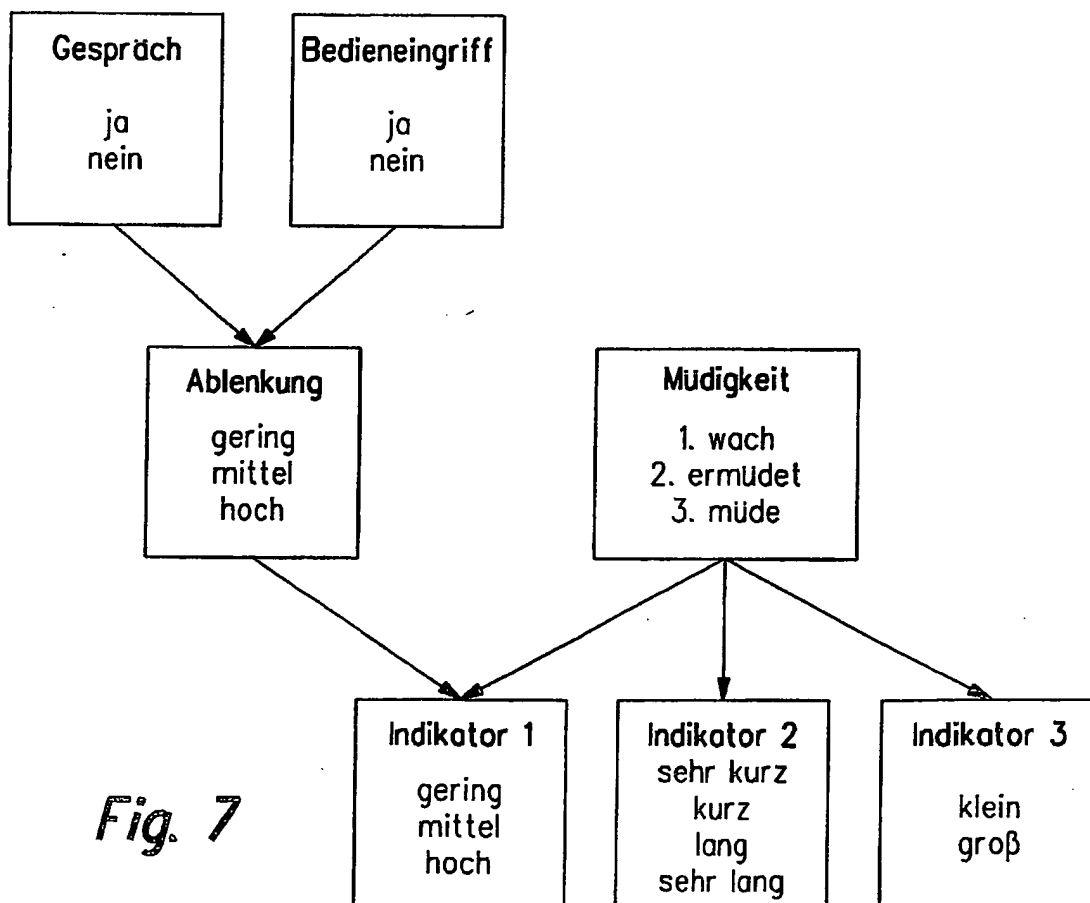 Gespräch
ja
nein
Bedieneingriff
ja
nein
Ablenkung
gering
mittel
hoch
Müdigkeit
1. wach
2. ermüdet
3. müde
Indikator 1
gering
mittel
hoch
Indikator 2
sehr kurz
kurz
lang
sehr lang
Indikator 3
klein
groß
Fig. 7